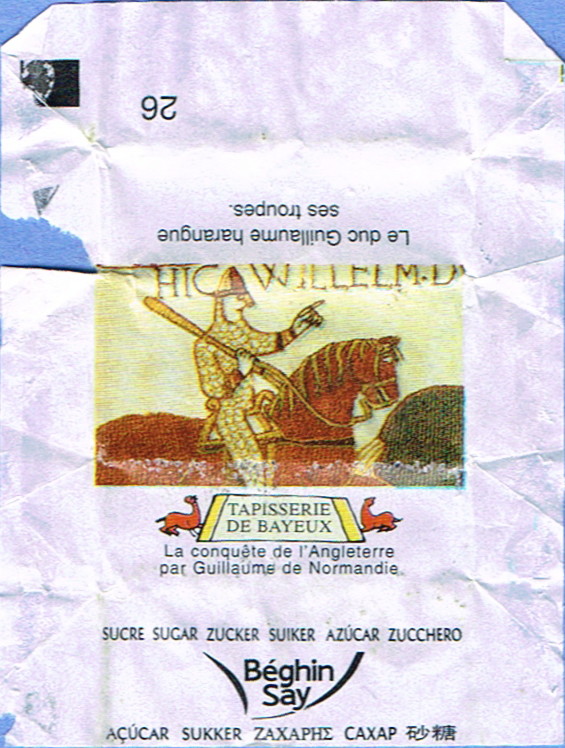 26
Le duc Guillaume harangue
ses troupes.
HIC WILLELM·D
TAPISSERIE
DE BAYEUX
La conquête de l'Angleterre
par Guillaume de Normandie
SUCRE SUGAR ZUCKER SUIKER AZÚCAR ZUCCHERO
Béghin
Say
AÇÚCAR SUKKER ΖΑΧΑΡΗΣ САХАР 砂糖